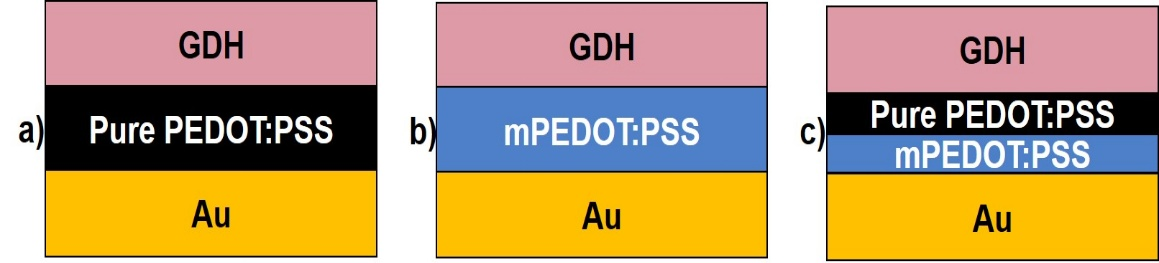 a)
GDH
Pure PEDOT:PSS
Au
b)
GDH
mPEDOT:PSS
Au
c)
GDH
Pure PEDOT:PSS
mPEDOT:PSS
Au